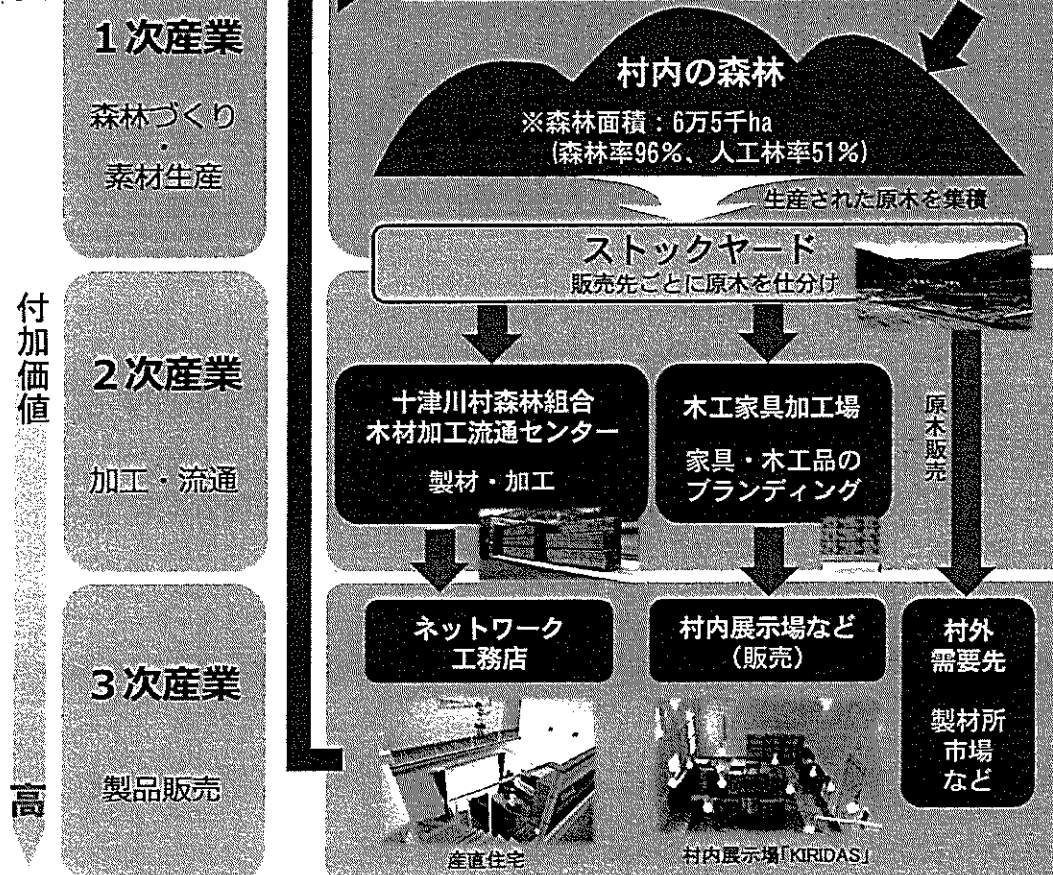 1次産業
森林づくり
・
素材生産
村内の森林
※森林面積：6万5千ha
(森林率96%、人工林率51%)
生産された原木を集積
ストックヤード
販売先ごとに原木を仕分け
付加価値
高
2次産業
加工・流通
十津川村森林組合
木材加工流通センター
製材・加工
木工家具加工場
家具・木工品の
ブランディング
原木販売
3次産業
製品販売
ネットワーク
工務店
産直住宅
村内展示場など
（販売）
村内展示場「KIRIDAS」
村外
需要先
製材所
市場
など